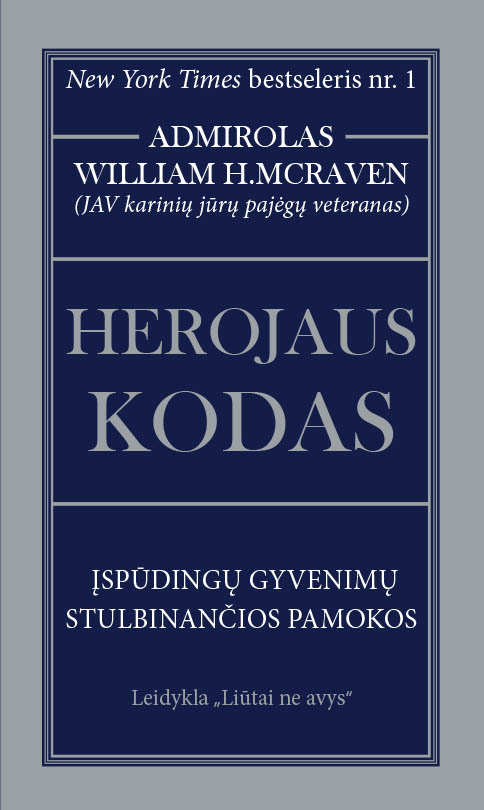 New York Times bestseleris nr. 1
ADMIROLAS
WILLIAM H.MCRAVEN
(JAV karinių jūrų pajėgų veteranas)
HEROJAUS
KODAS
ĮSPŪDINGŲ GYVENIMŲ
STULBINANČIOS PAMOKOS
Leidykla „Liūtai ne avys“